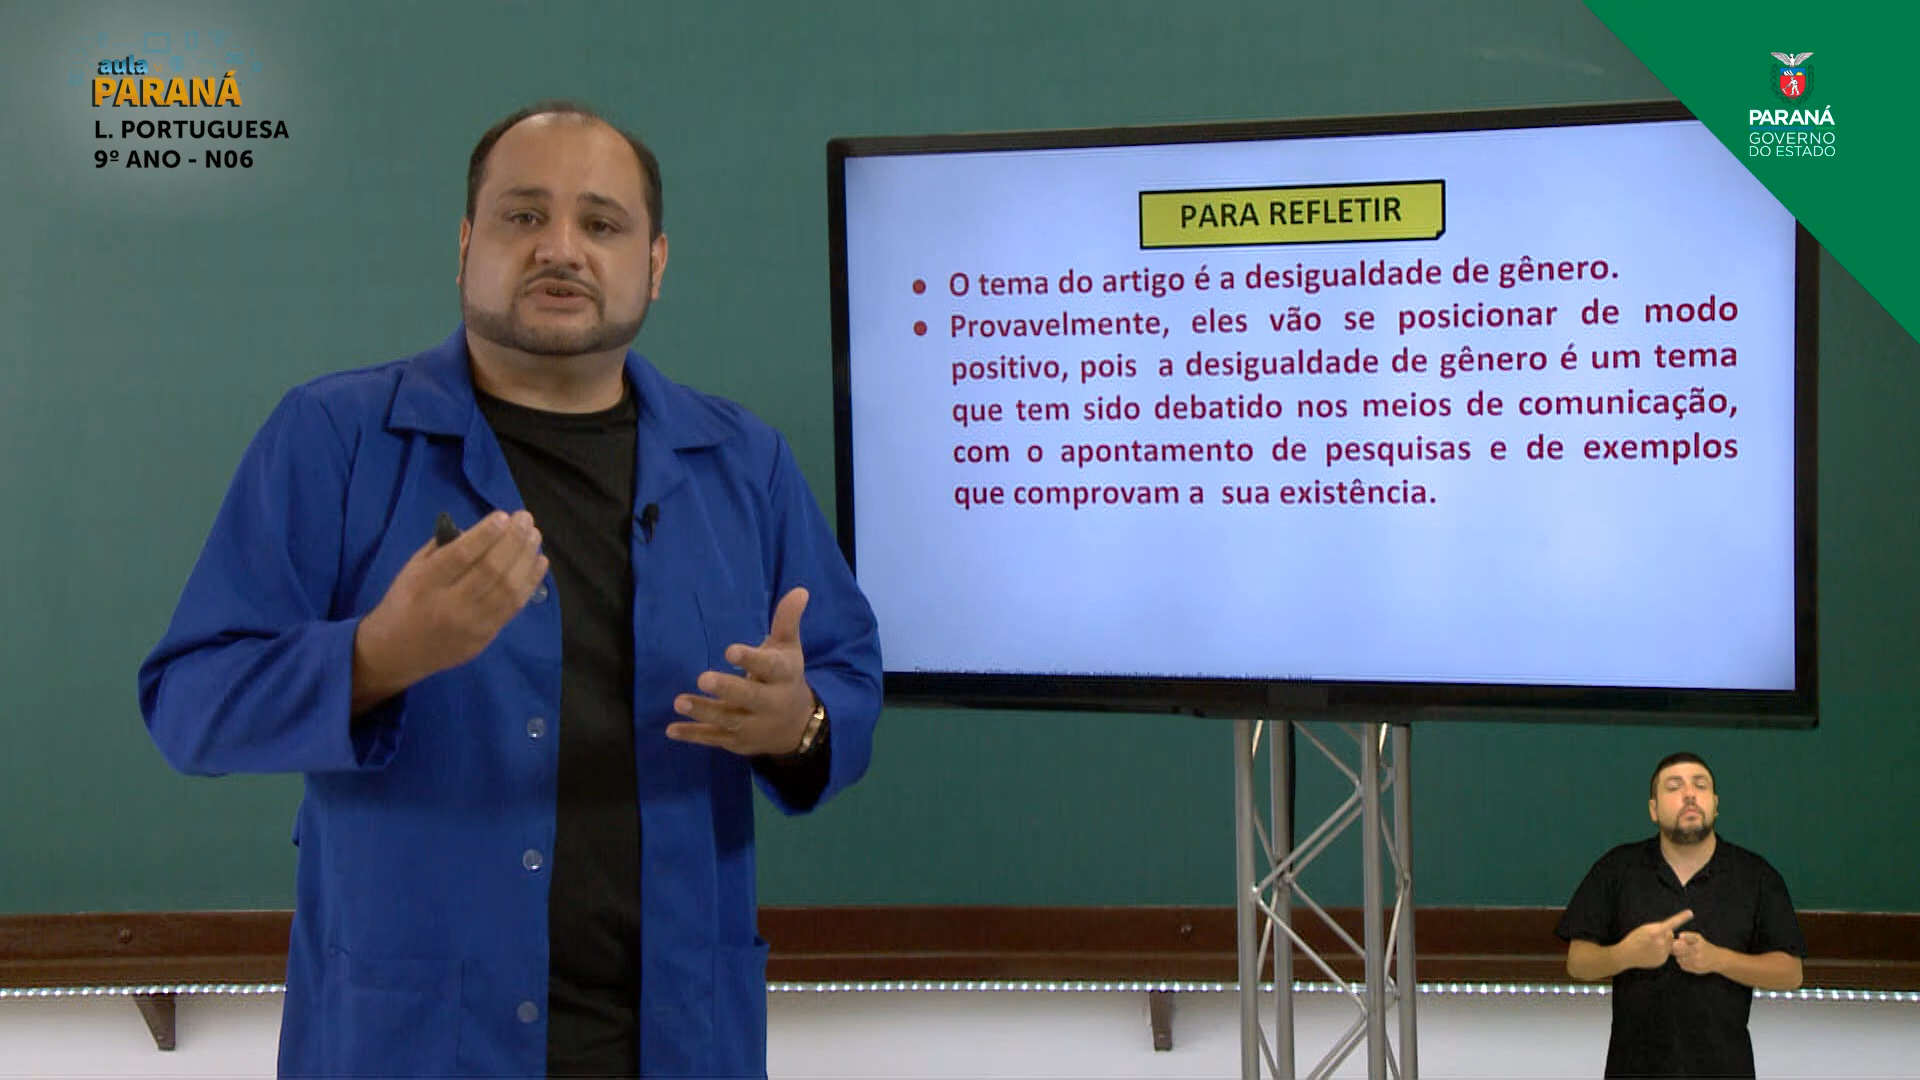 aula
PARANÁ
L. PORTUGUESA
9º ANO - N06
PARANÁ
GOVERNO
DO ESTADO
PARA REFLETIR
• O tema do artigo é a desigualdade de gênero.
• Provavelmente, eles vão se posicionar de modo
positivo, pois a desigualdade de gênero é um tema
que tem sido debatido nos meios de comunicação,
com o apontamento de pesquisas e de exemplos
que comprovam a sua existência.